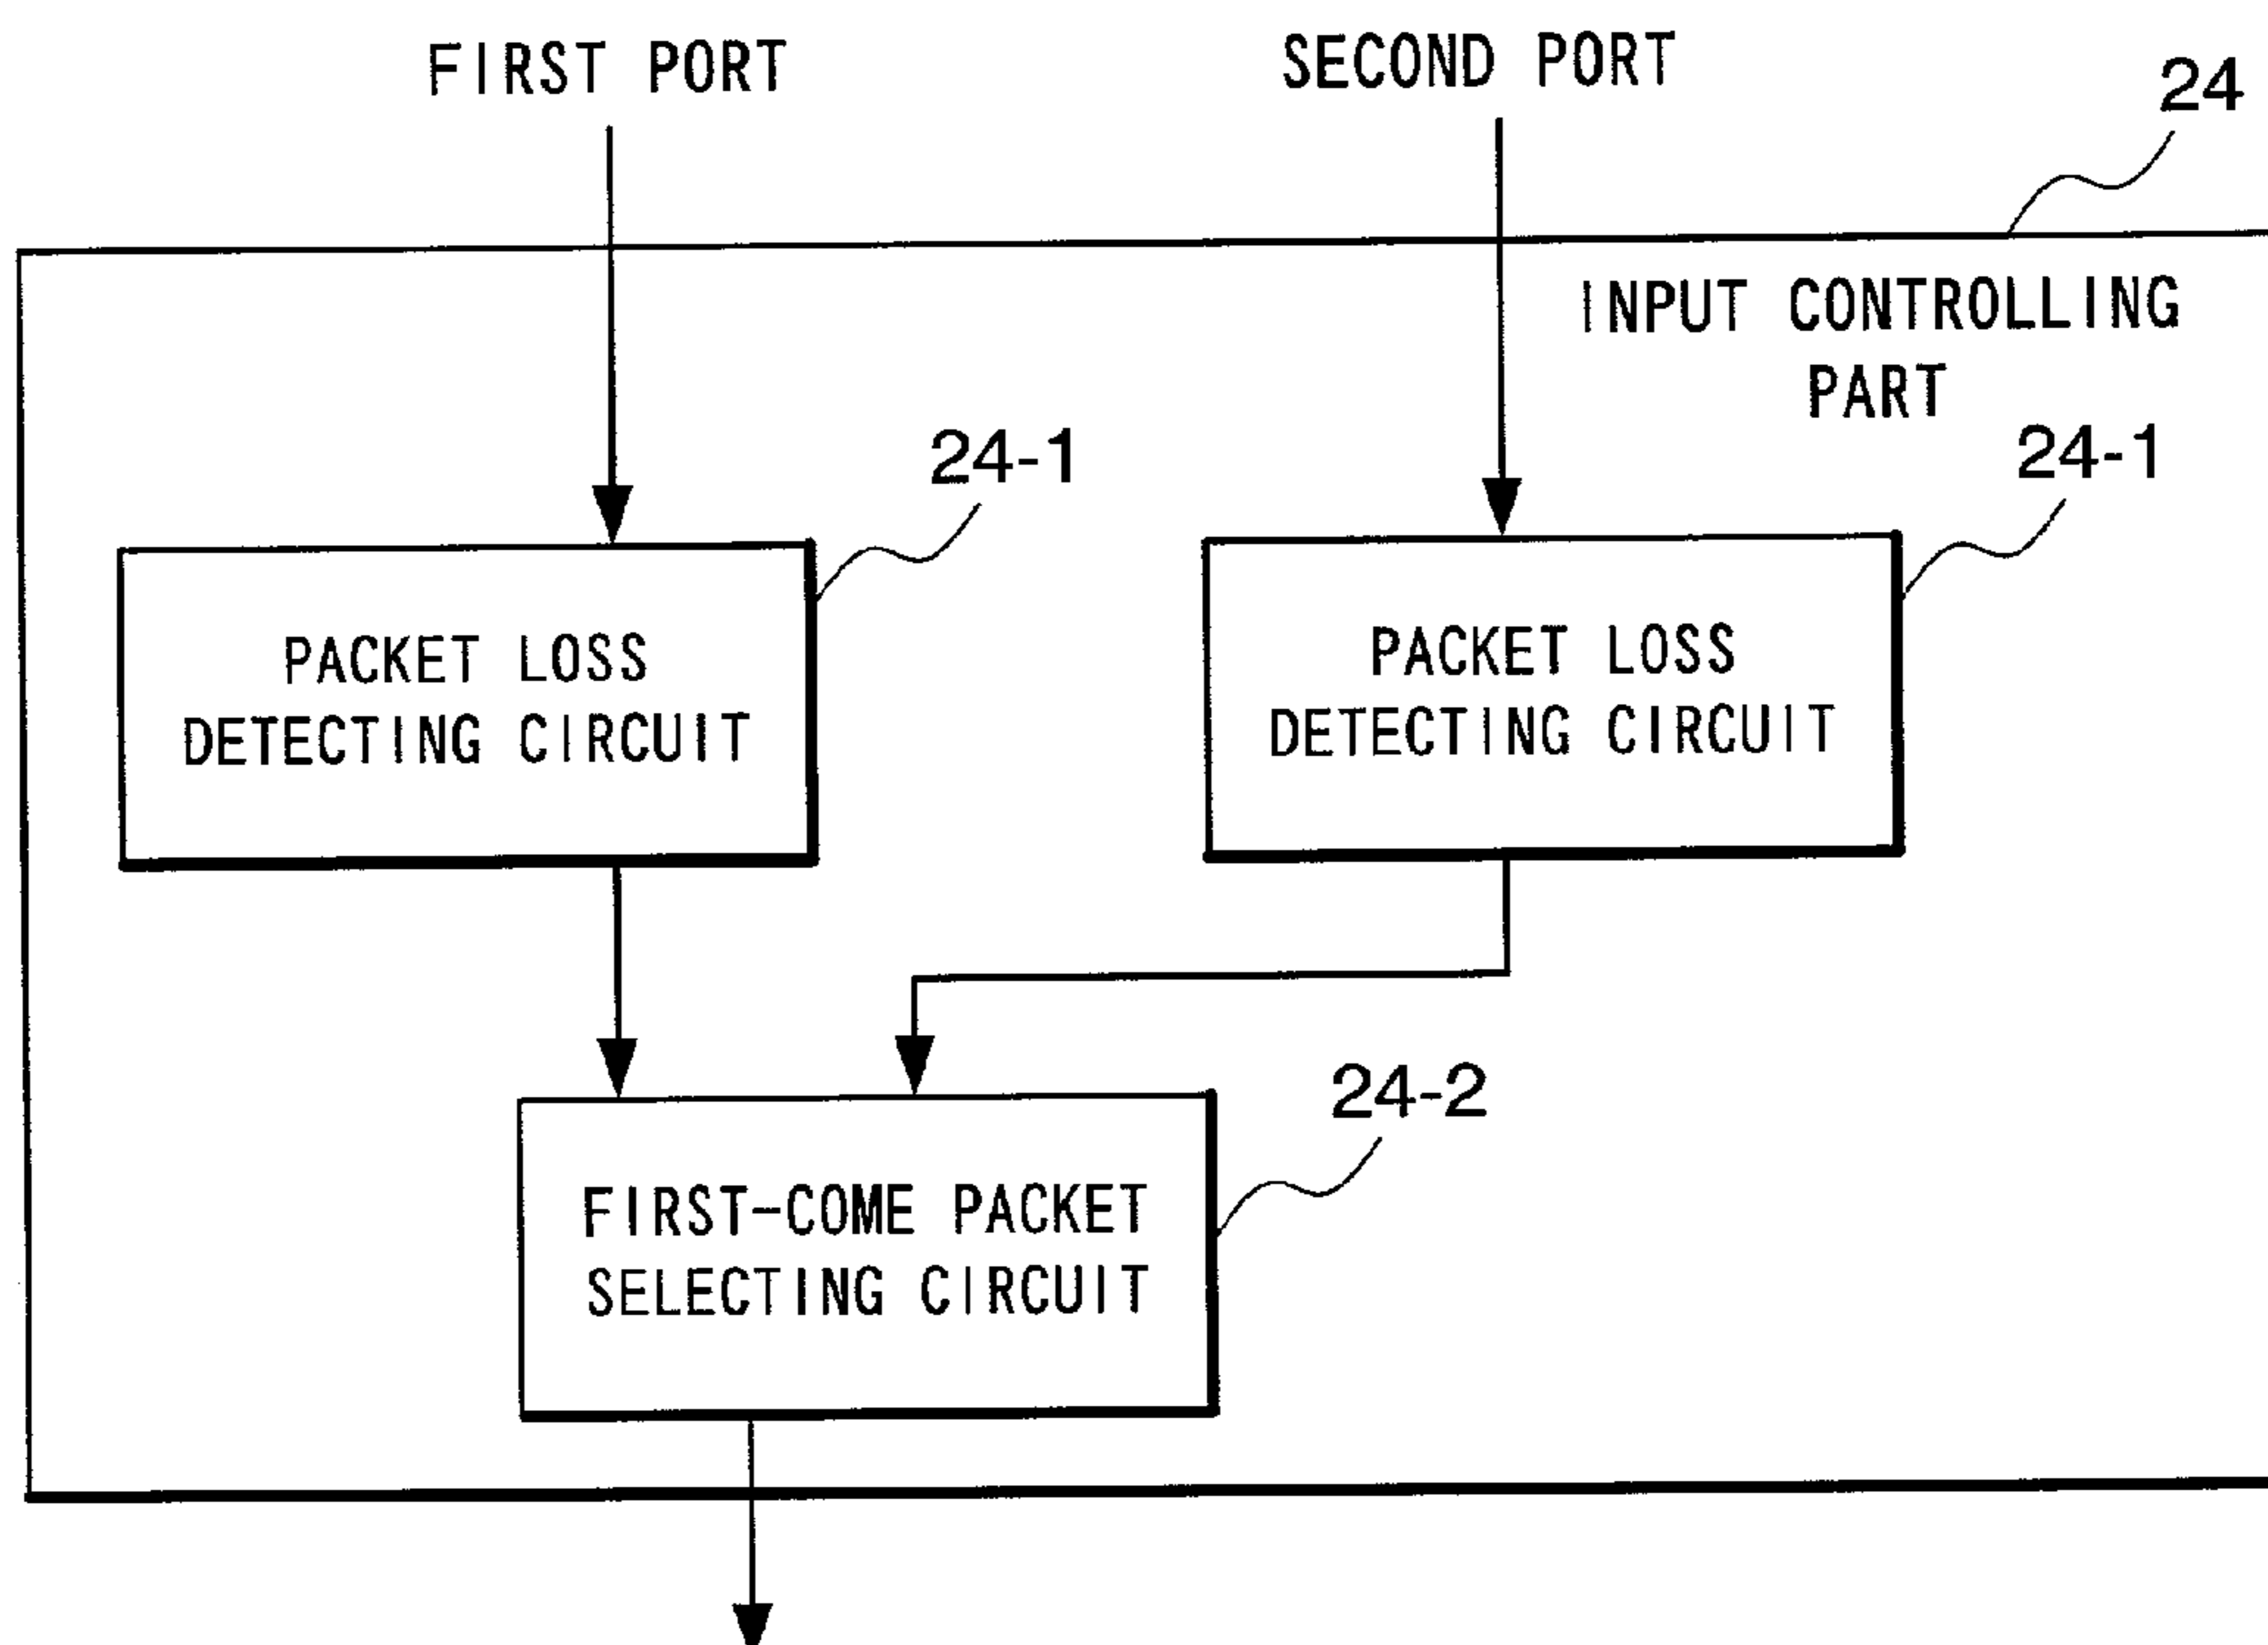 FIRST PORT
SECOND PORT
24
INPUT CONTROLLING
PART
24-1
24-1
PACKET LOSS
DETECTING CIRCUIT
PACKET LOSS
DETECTING CIRCUIT
24-2
FIRST-COME PACKET
SELECTING CIRCUIT